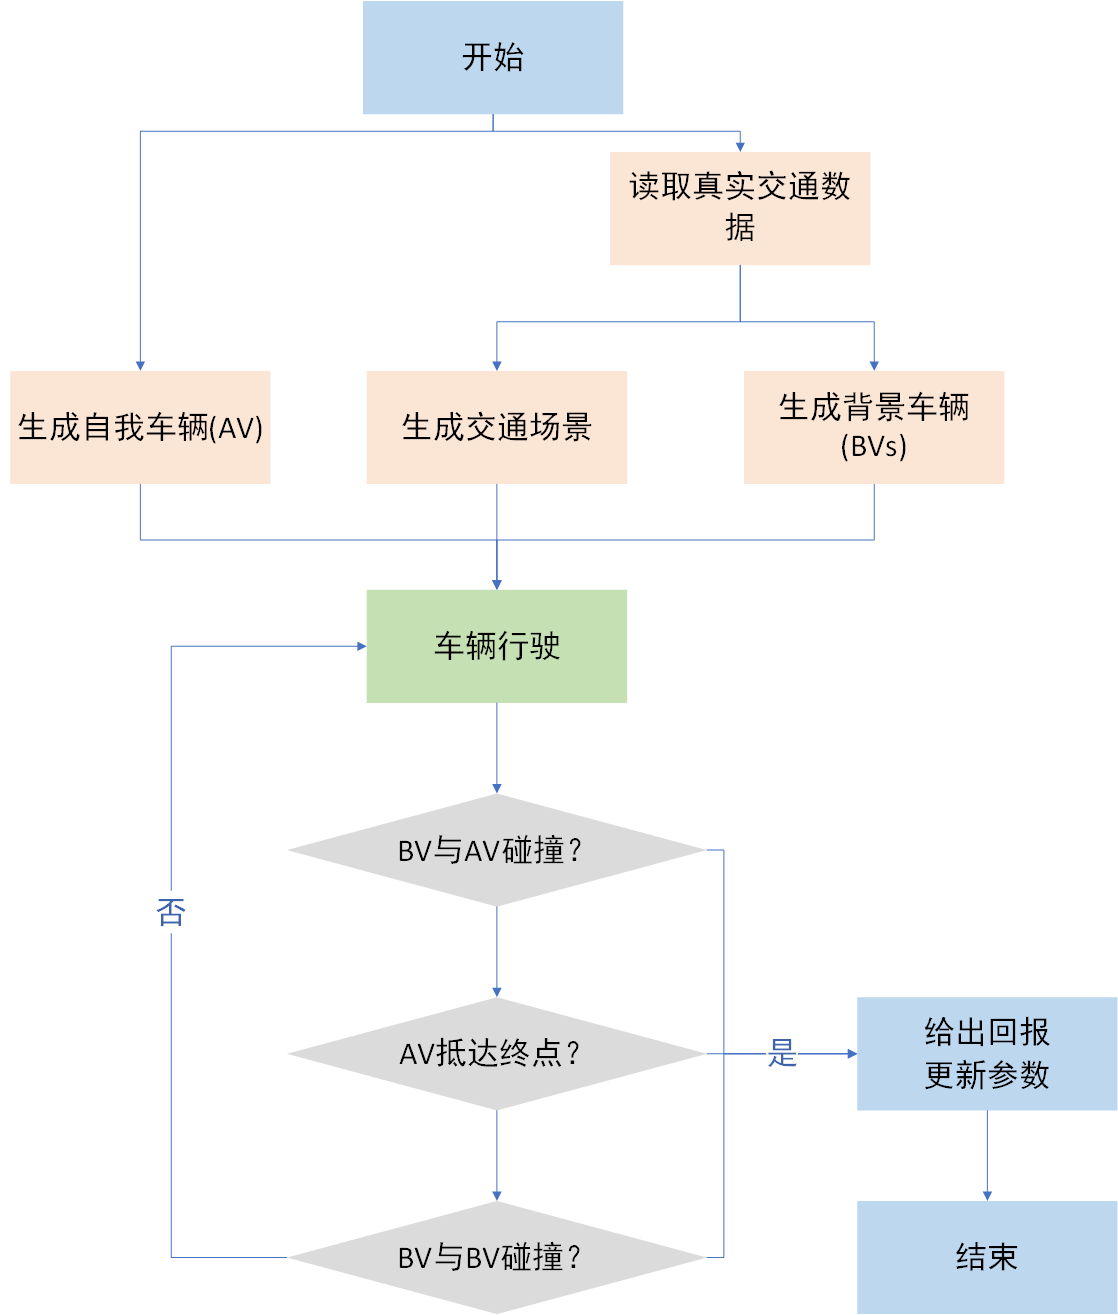 开始
读取真实交通数
据
生成自我车辆(AV)
生成交通场景
生成背景车辆
(BVs)
车辆行驶
BV与AV碰撞?
否
AV抵达终点?
是
给出回报
更新参数
BV与BV碰撞?
结束